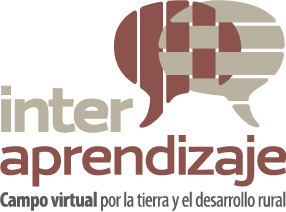 inter
aprendizaje
Campo virtual por la tierra y el desarrollo rural